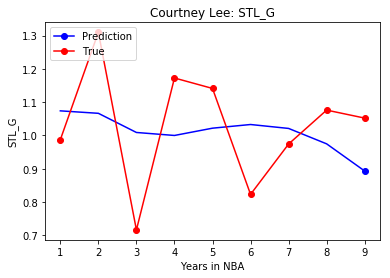 Courtney Lee: STL_G
Prediction
True
STL_G
1.3
1.2
1.1
1.0
0.9
0.8
0.7
1 2 3 4 5 6 7 8 9
Years in NBA